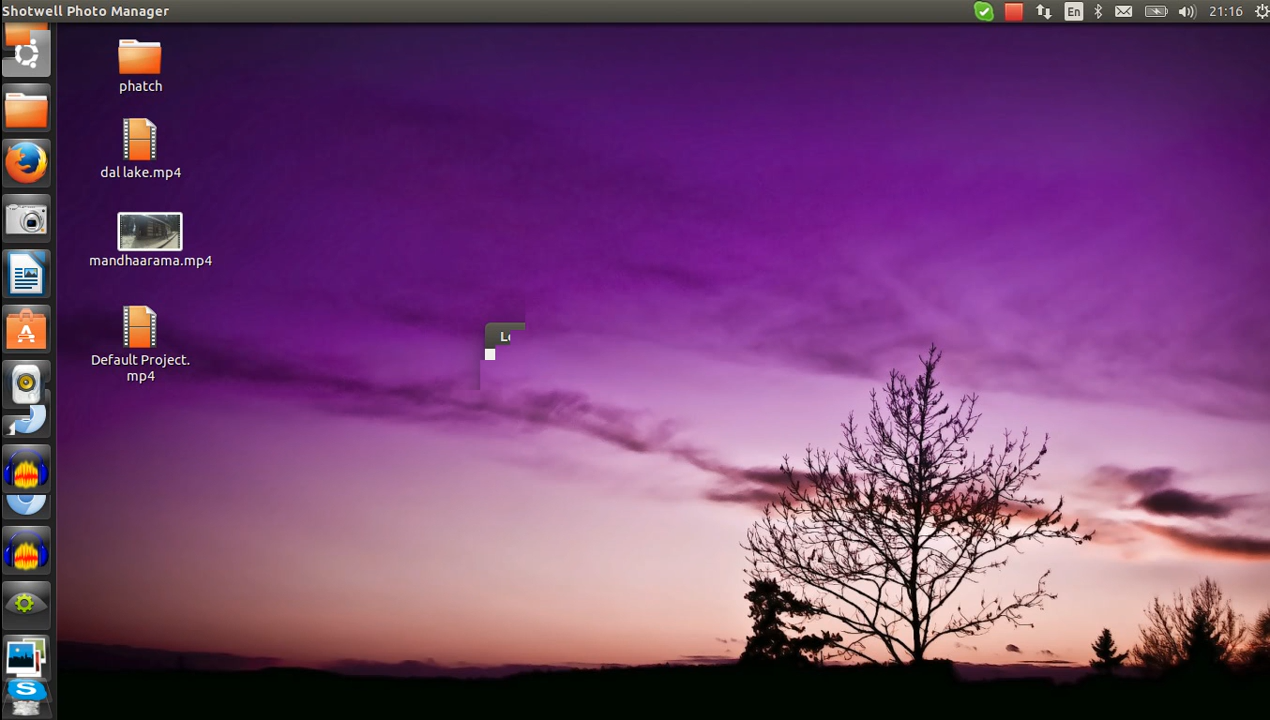 Shotwell Photo Manager
En
21:16
phatch
dal lake.mp4
mandhaarama.mp4
Default Project.
mp4